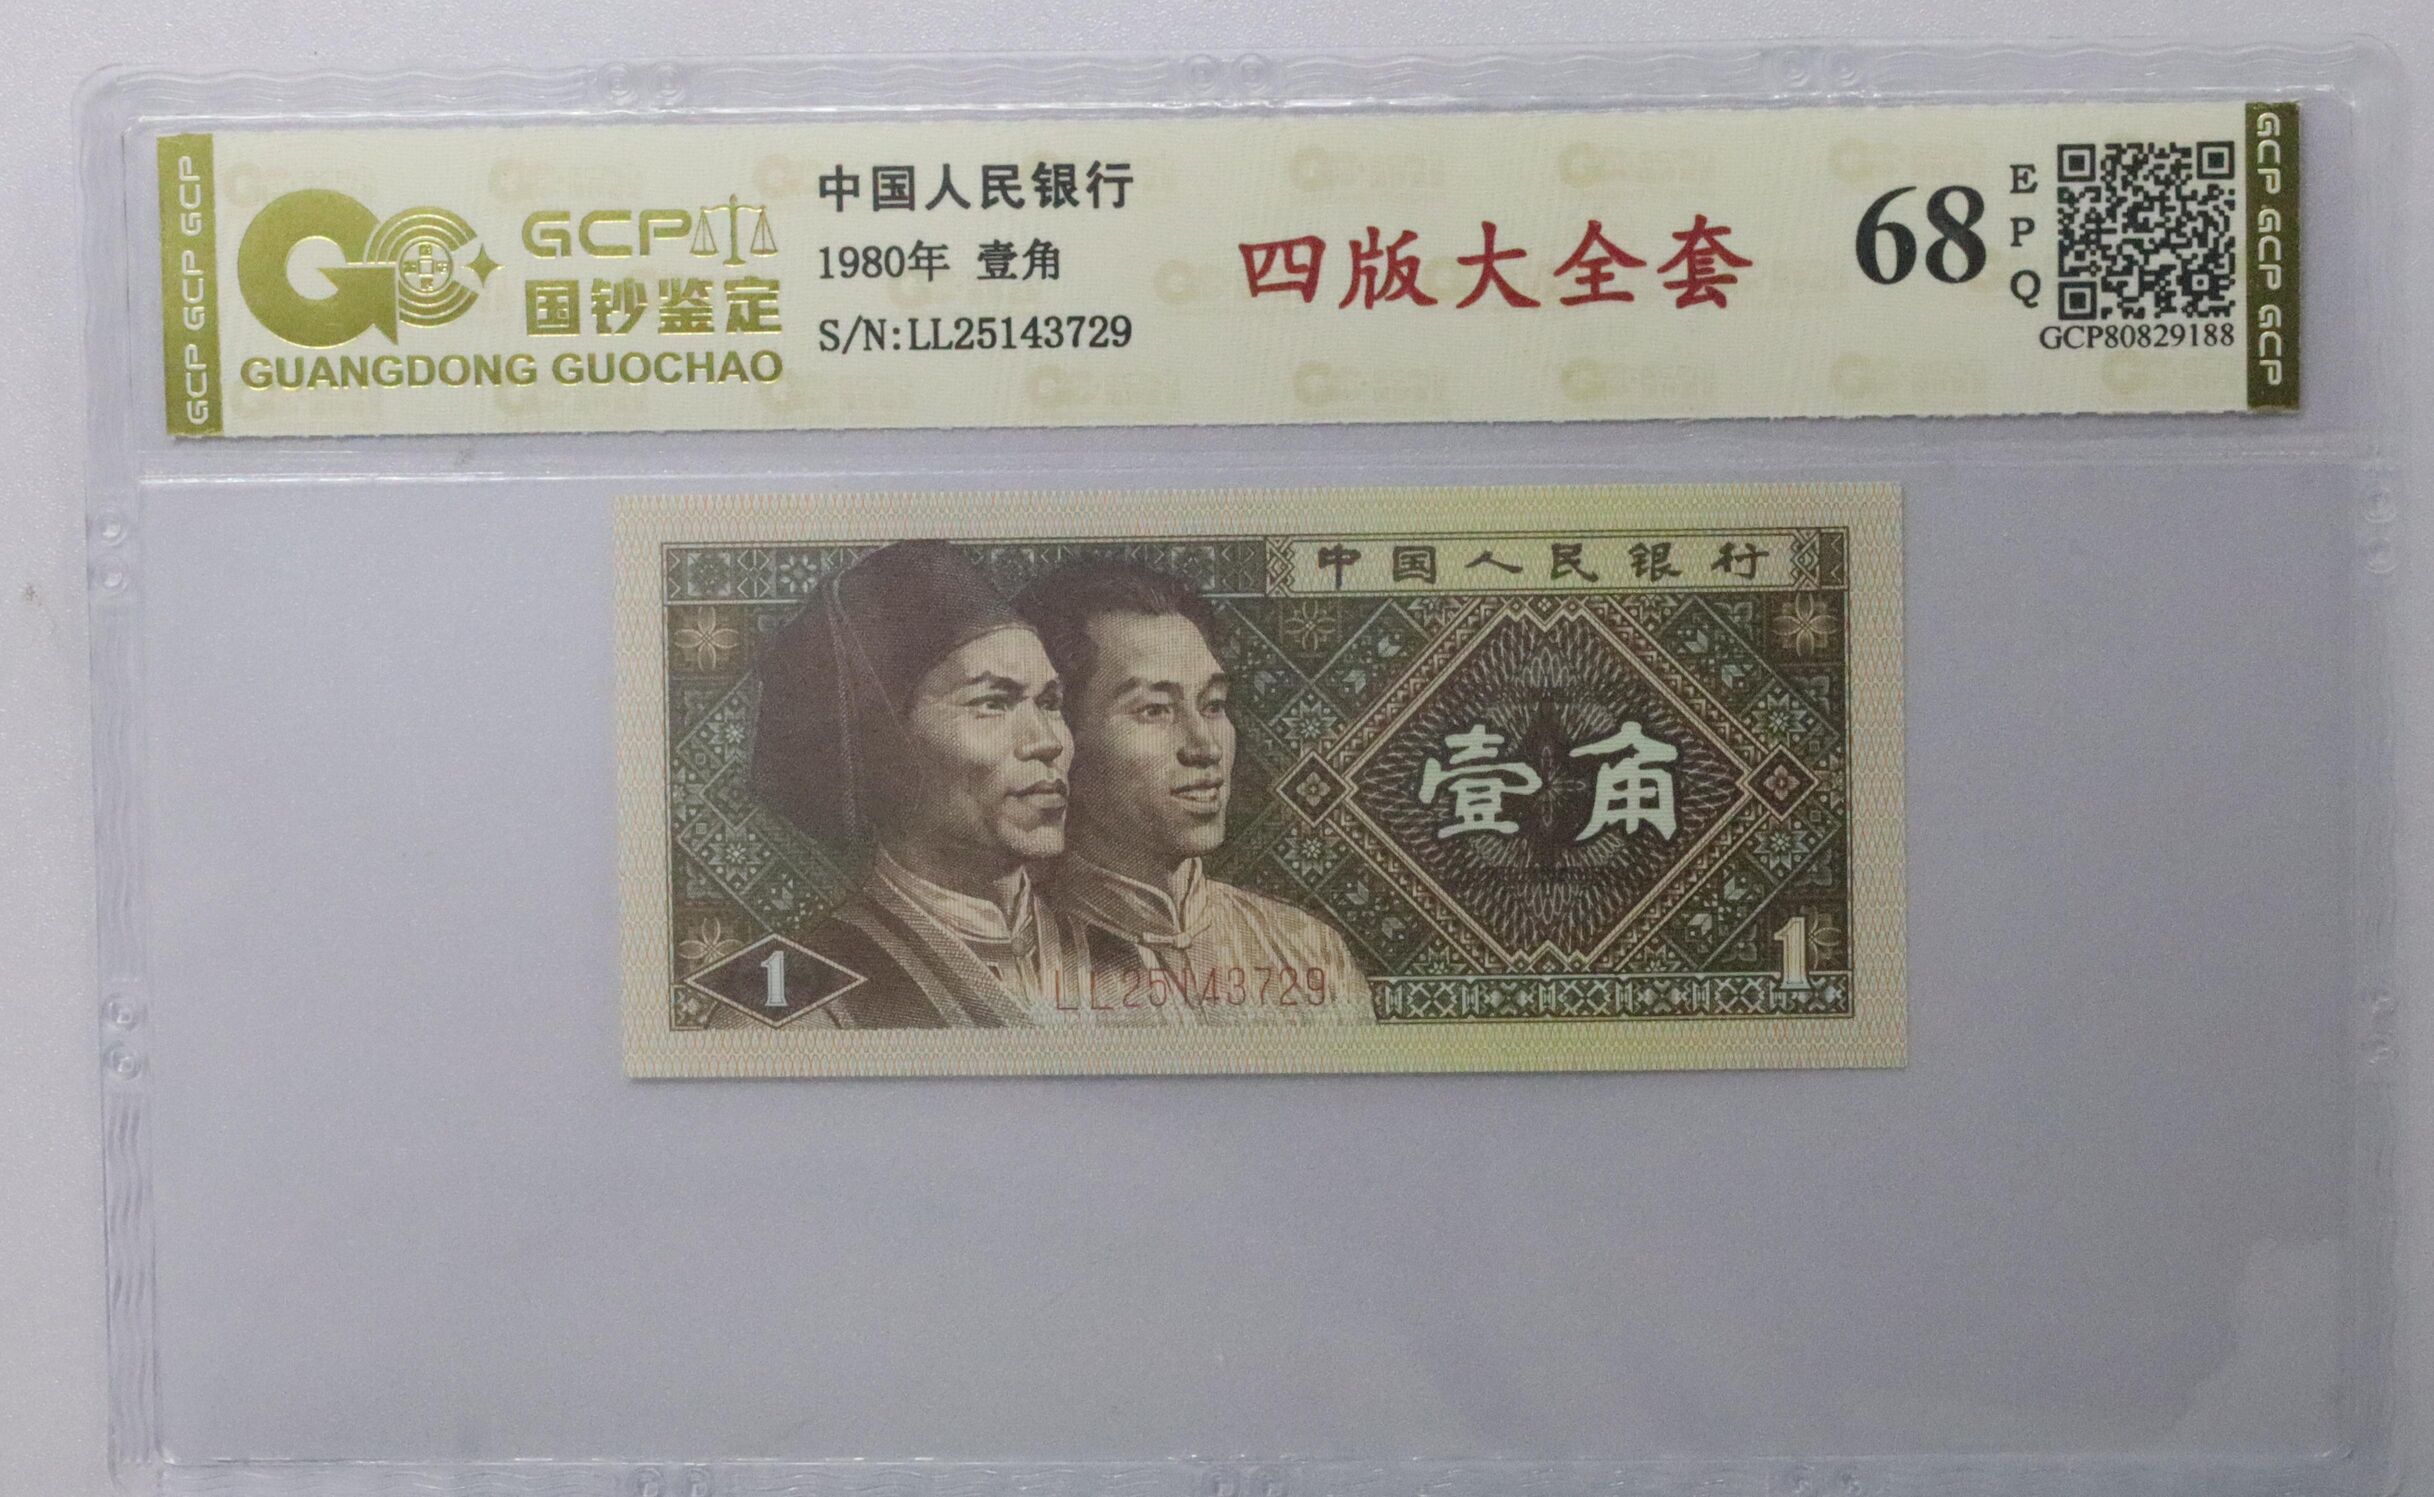 GCP GCP GCP
GCP
国钞鉴定
GUANGDONG GUOCHAO
中国人民银行
1980年 壹角
S/N:LL25143729
四版大全套
68
EPQ
GCP80829188
GCP GCP GCP
中国人民银行
壹角
1
LL25143729
1